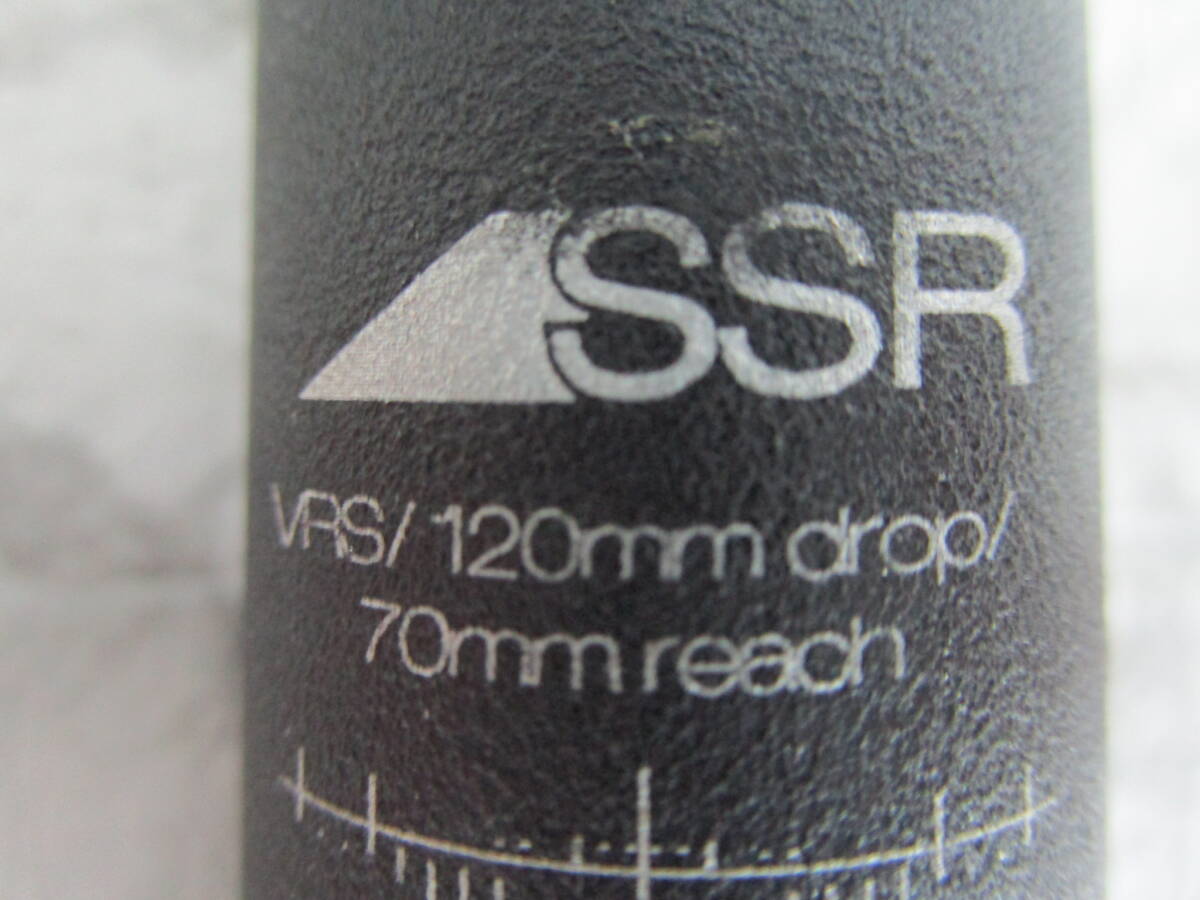 SSR
VRS/ 120mm drop/
70mm reach